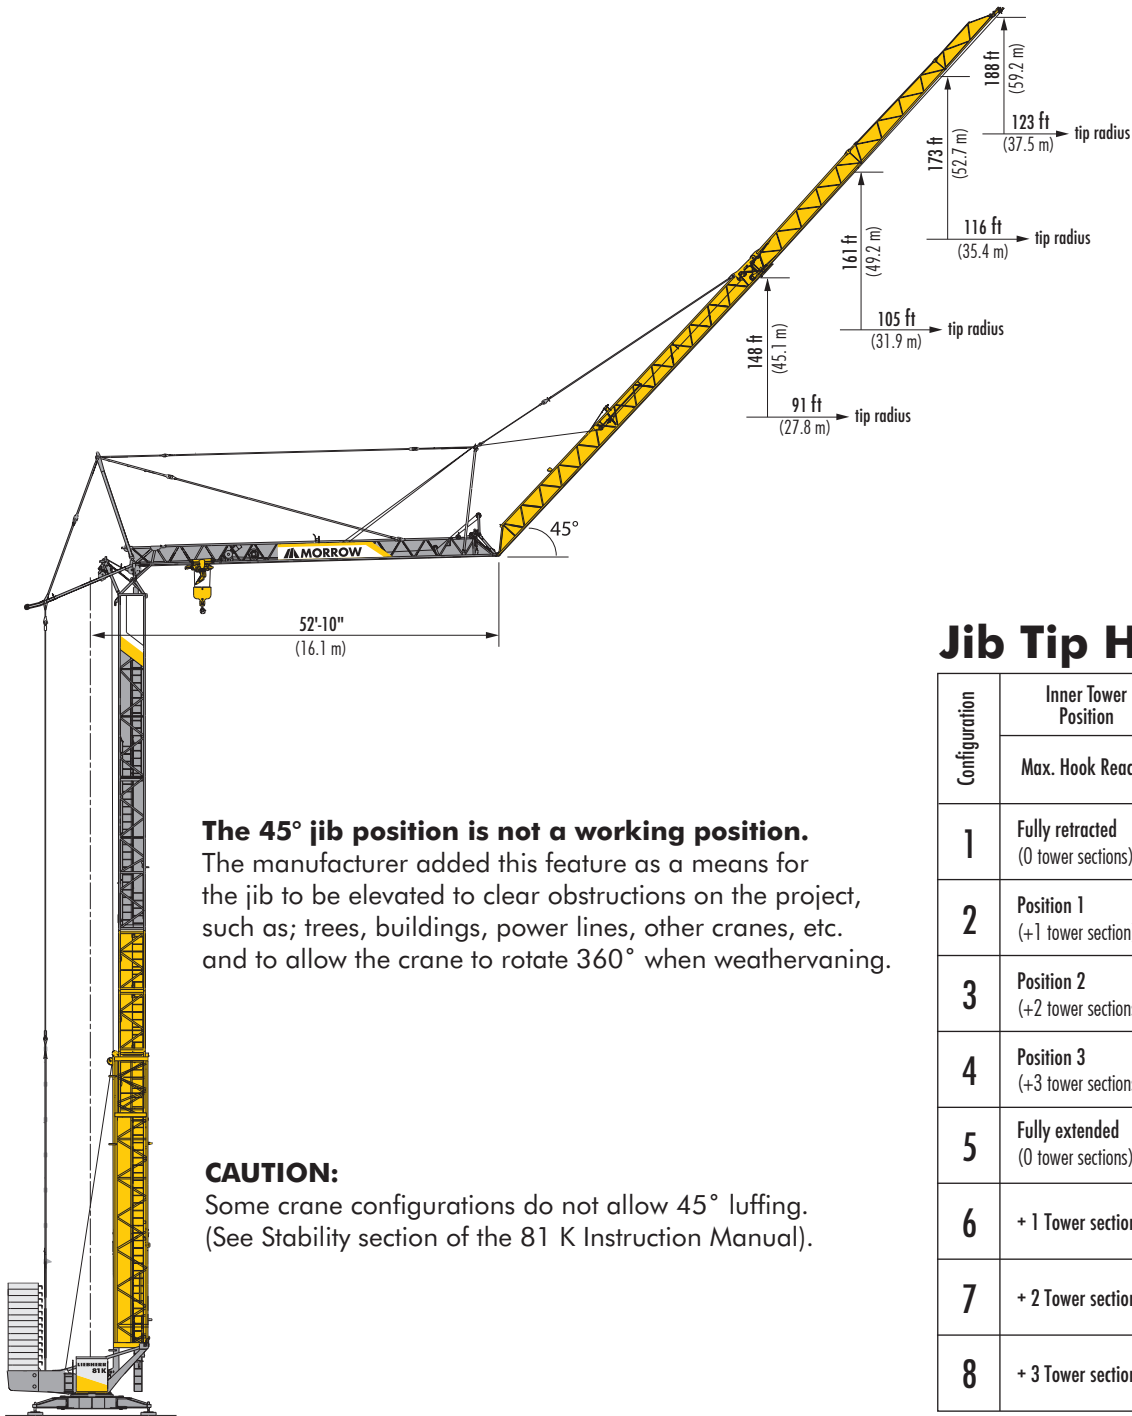 188 ft
(59.2 m)
123 ft
(37.5 m)
tip radius
173 ft
(52.7 m)
116 ft
(35.4 m)
tip radius
161 ft
(49.2 m)
105 ft
(31.9 m)
tip radius
148 ft
(45.1 m)
91 ft
(27.8 m)
tip radius
45°
MORROW
52'-10"
(16.1 m)
The 45° jib position is not a working position.
The manufacturer added this feature as a means for
the jib to be elevated to clear obstructions on the project,
such as; trees, buildings, power lines, other cranes, etc.
and to allow the crane to rotate 360° when weathervaning.
CAUTION:
Some crane configurations do not allow 45° luffing.
(See Stability section of the 81 K Instruction Manual).
LIEBHERR
81K
Jib Tip H
Configuration
Inner Tower
Position
Max. Hook Reac
1
Fully retracted
(0 tower sections)
2
Position 1
(+1 tower section
3
Position 2
(+2 tower section
4
Position 3
(+3 tower sections
5
Fully extended
(0 tower sections)
6
+ 1 Tower section
7
+ 2 Tower section
8
+ 3 Tower section